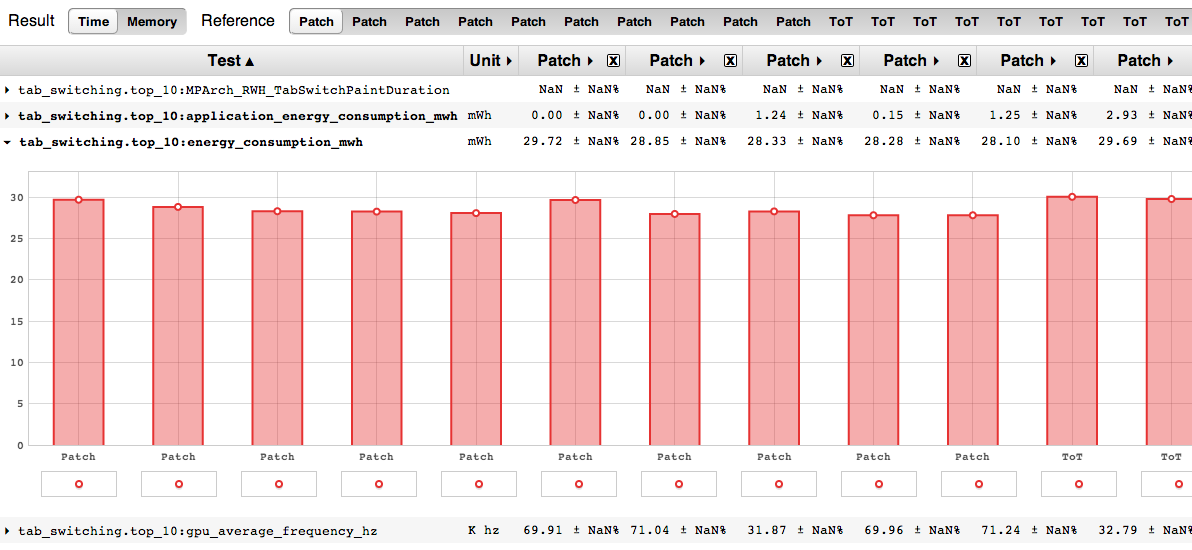 Result Time Memory Reference Patch Patch Patch Patch Patch Patch Patch Patch Patch Patch ToT ToT ToT ToT ToT ToT ToT ToT ToT
Test ▲ Unit Patch X Patch X Patch X Patch X Patch X Patch
tab_switching.top_10:MPArch_RWH_TabSwitchPaintDuration NaN ± NaN% NaN ± NaN% NaN ± NaN% NaN ± NaN% NaN ± NaN% NaN ± NaN%
tab_switching.top_10:application_energy_consumption_mwh mWh 0.00 ± NaN% 0.00 ± NaN% 1.24 ± NaN% 0.15 ± NaN% 1.25 ± NaN% 2.93 ± NaN%
tab_switching.top_10:energy_consumption_mwh mWh 29.72 ± NaN% 28.85 ± NaN% 28.33 ± NaN% 28.28 ± NaN% 28.10 ± NaN% 29.69 ± NaN%
30
25
20
15
10
5
0
Patch Patch Patch Patch Patch Patch Patch Patch Patch Patch ToT ToT
tab_switching.top_10:gpu_average_frequency_hz K hz 69.91 ± NaN% 71.04 ± NaN% 31.87 ± NaN% 69.96 ± NaN% 71.24 ± NaN% 32.79 ± NaN%